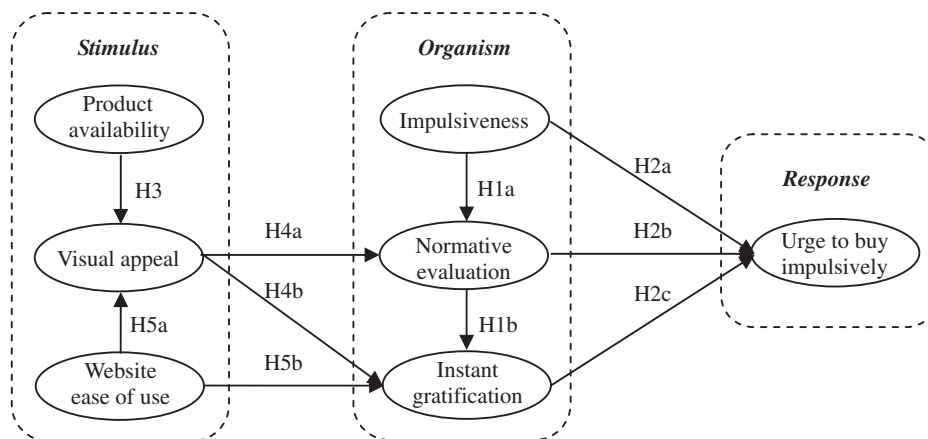 Stimulus
Organism
Product
availability
Impulsiveness
H3
H1a
H2a
Response
Visual appeal
H4a
Normative
evaluation
H2b
Urge to buy
impulsively
H4b
H2c
H5a
H1b
Website
ease of use
H5b
Instant
gratification